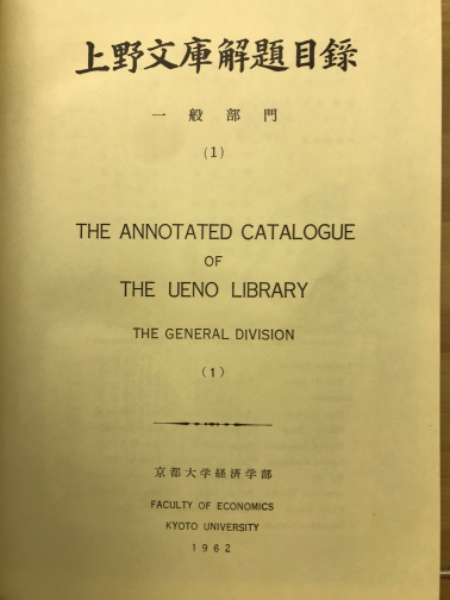 上野文庫解題目録
一般部門
(1)
THE ANNOTATED CATALOGUE
OF
THE UENO LIBRARY
THE GENERAL DIVISION
(1)
京都大学経済学部
FACULTY OF ECONOMICS
KYOTO UNIVERSITY
1962